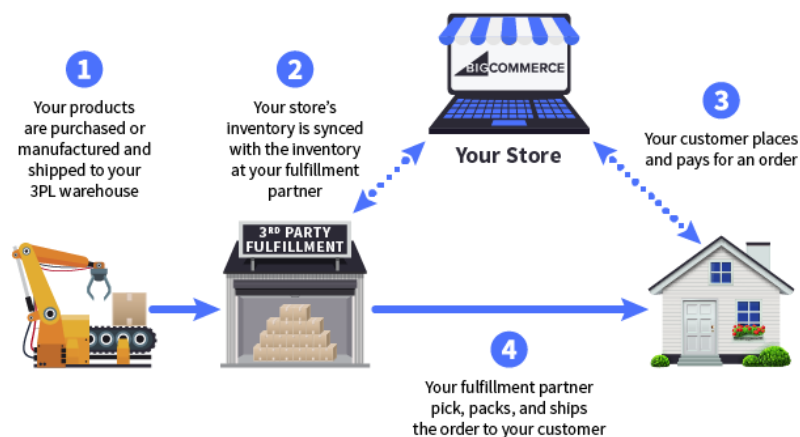 1
Your products
are purchased or
manufactured and
shipped to your
3PL warehouse
2
Your store's
inventory is synced
with the inventory
at your fulfillment
partner
BIGCOMMERCE
Your Store
3
Your customer places
and pays for an order
3RD PARTY
FULFILLMENT
4
Your fulfillment partner
pick, packs, and ships
the order to your customer